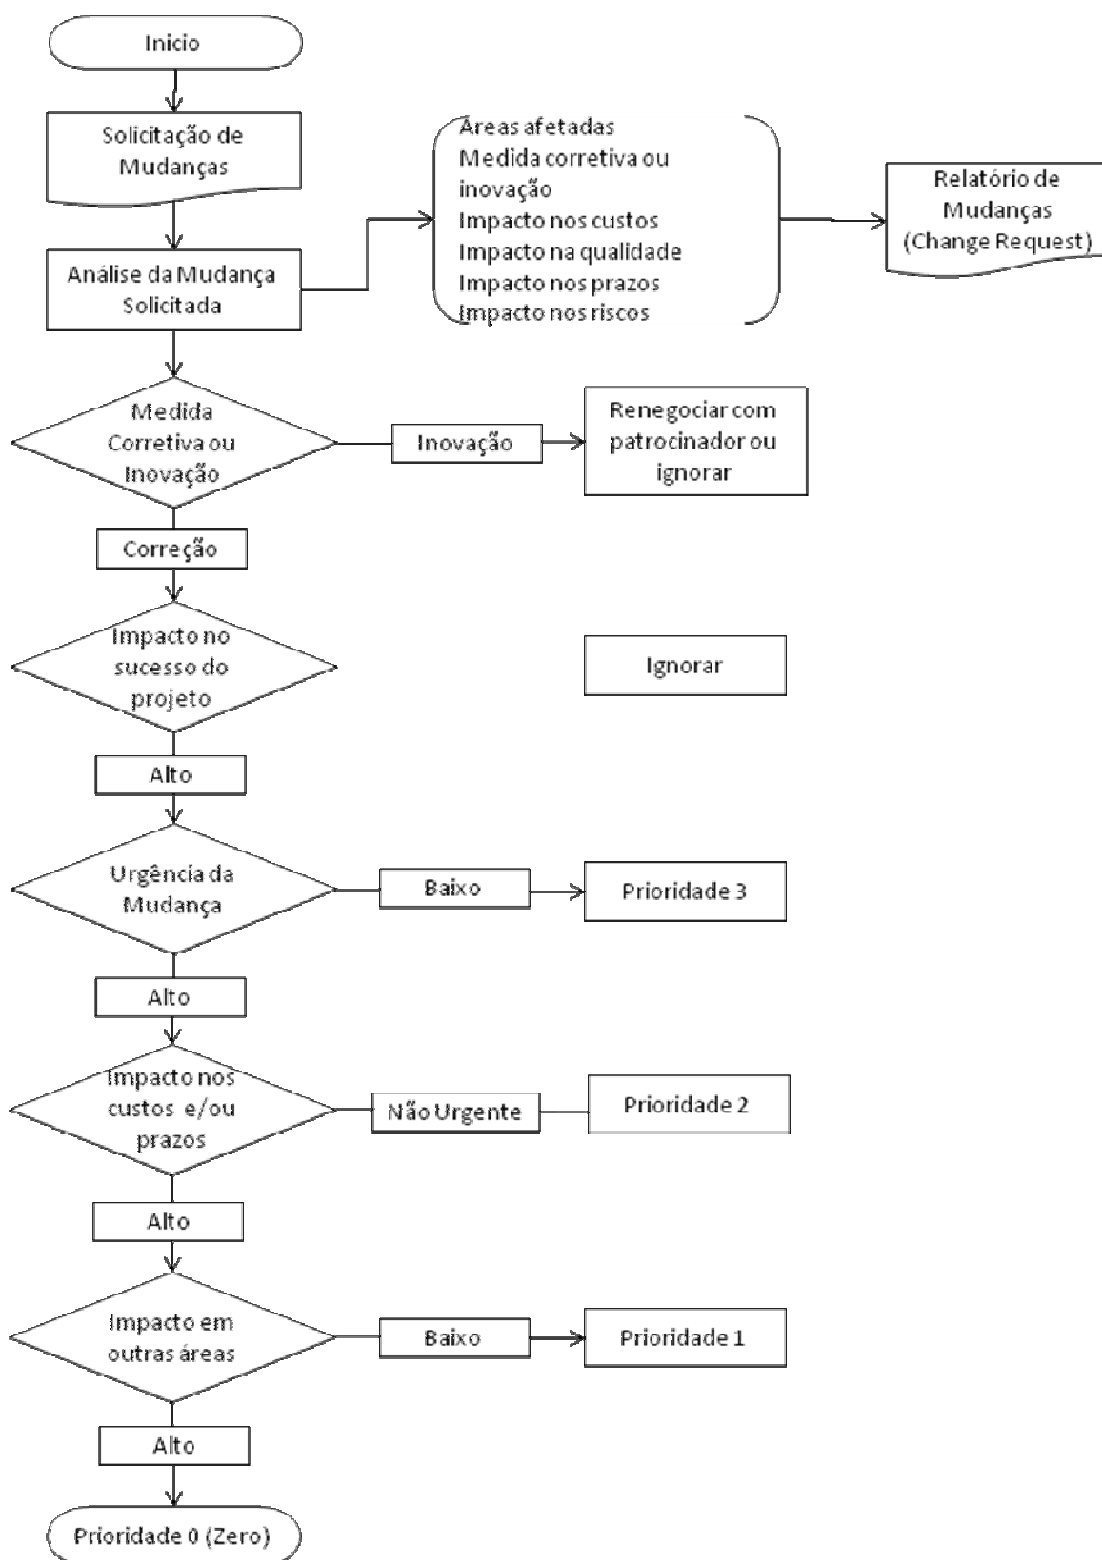 Inicio
Solicitação de
Mudanças
Áreas afetadas
Medida corretiva ou
inovação
Impacto nos custos
Impacto na qualidade
Impacto nos prazos
Impacto nos riscos
Relatório de
Mudanças
(Change Request)
Análise da Mudança
Solicitada
Medida
Corretiva ou
Inovação
Inovação
Renegociar com
patrocinador ou
ignorar
Correção
Impacto no
sucesso do
projeto
Ignorar
Alto
Urgência da
Mudança
Baixo
Prioridade 3
Alto
Impacto nos
custos e/ou
prazos
Não Urgente
Prioridade 2
Alto
Impacto em
outras áreas
Baixo
Prioridade 1
Alto
Prioridade 0 (Zero)